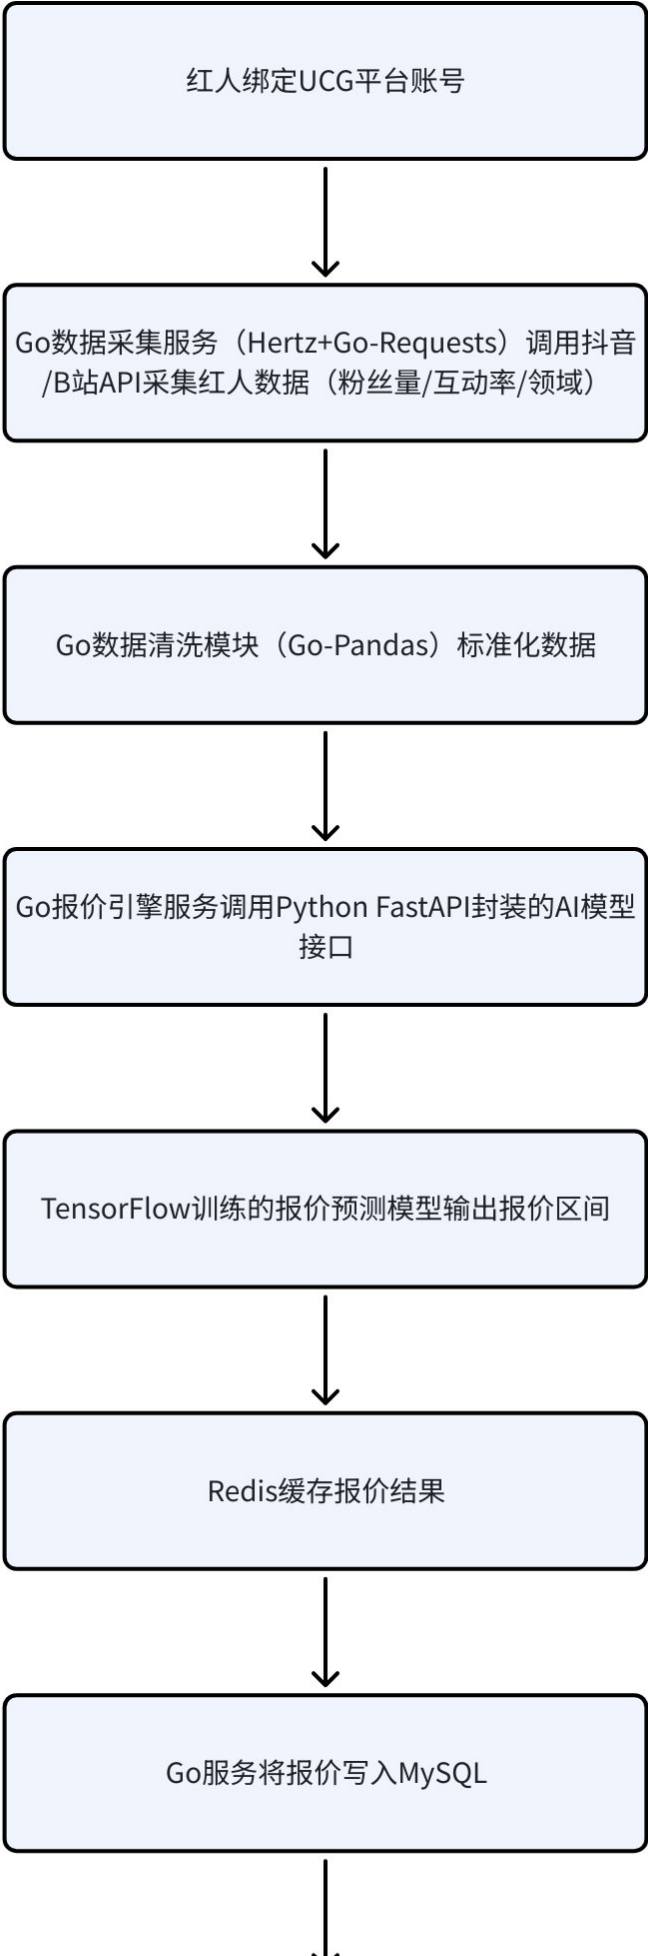 红人绑定UCG平台账号
Go数据采集服务（Hertz+Go-Requests）调用抖音
/B站API采集红人数据（粉丝量/互动率/领域）
Go数据清洗模块（Go-Pandas）标准化数据
Go报价引擎服务调用Python FastAPI封装的AI模型
接口
TensorFlow训练的报价预测模型输出报价区间
Redis缓存报价结果
Go服务将报价写入MySQL